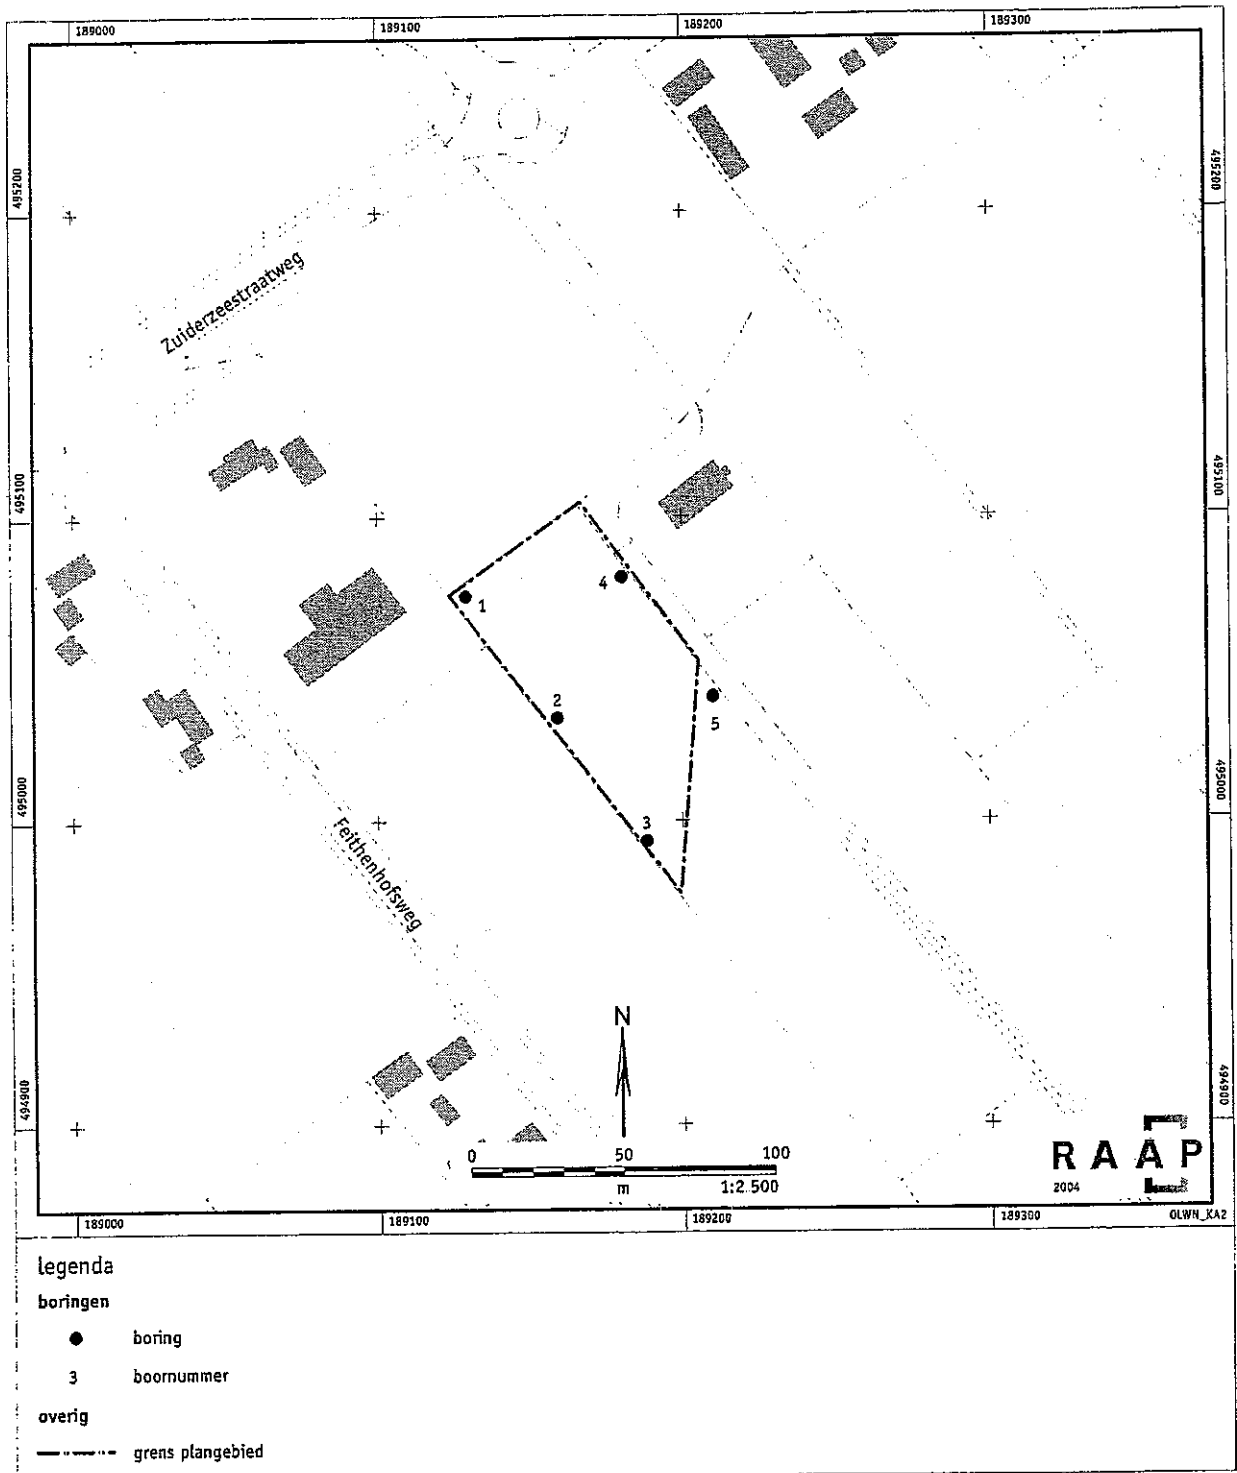 189000
189100
189200
189300
495200
495200
Zuiderzeestraatweg
495100
495100
4
1
2
5
495000
495000
3
Feithenhofsweg
N
494900
494900
0 50 100
m 1:2.500
RAAP
2004
OLWN_KA2
189000
189100
189200
189300
legenda
boringen
boring
3 boornummer
overig
grens plangebied